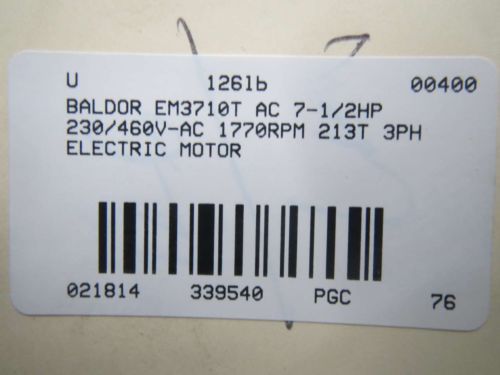 U 126lb 00400
BALDOR EM3710T AC 7-1/2HP
230/460V-AC 1770RPM 213T 3PH
ELECTRIC MOTOR
021814 339540 PGC 76